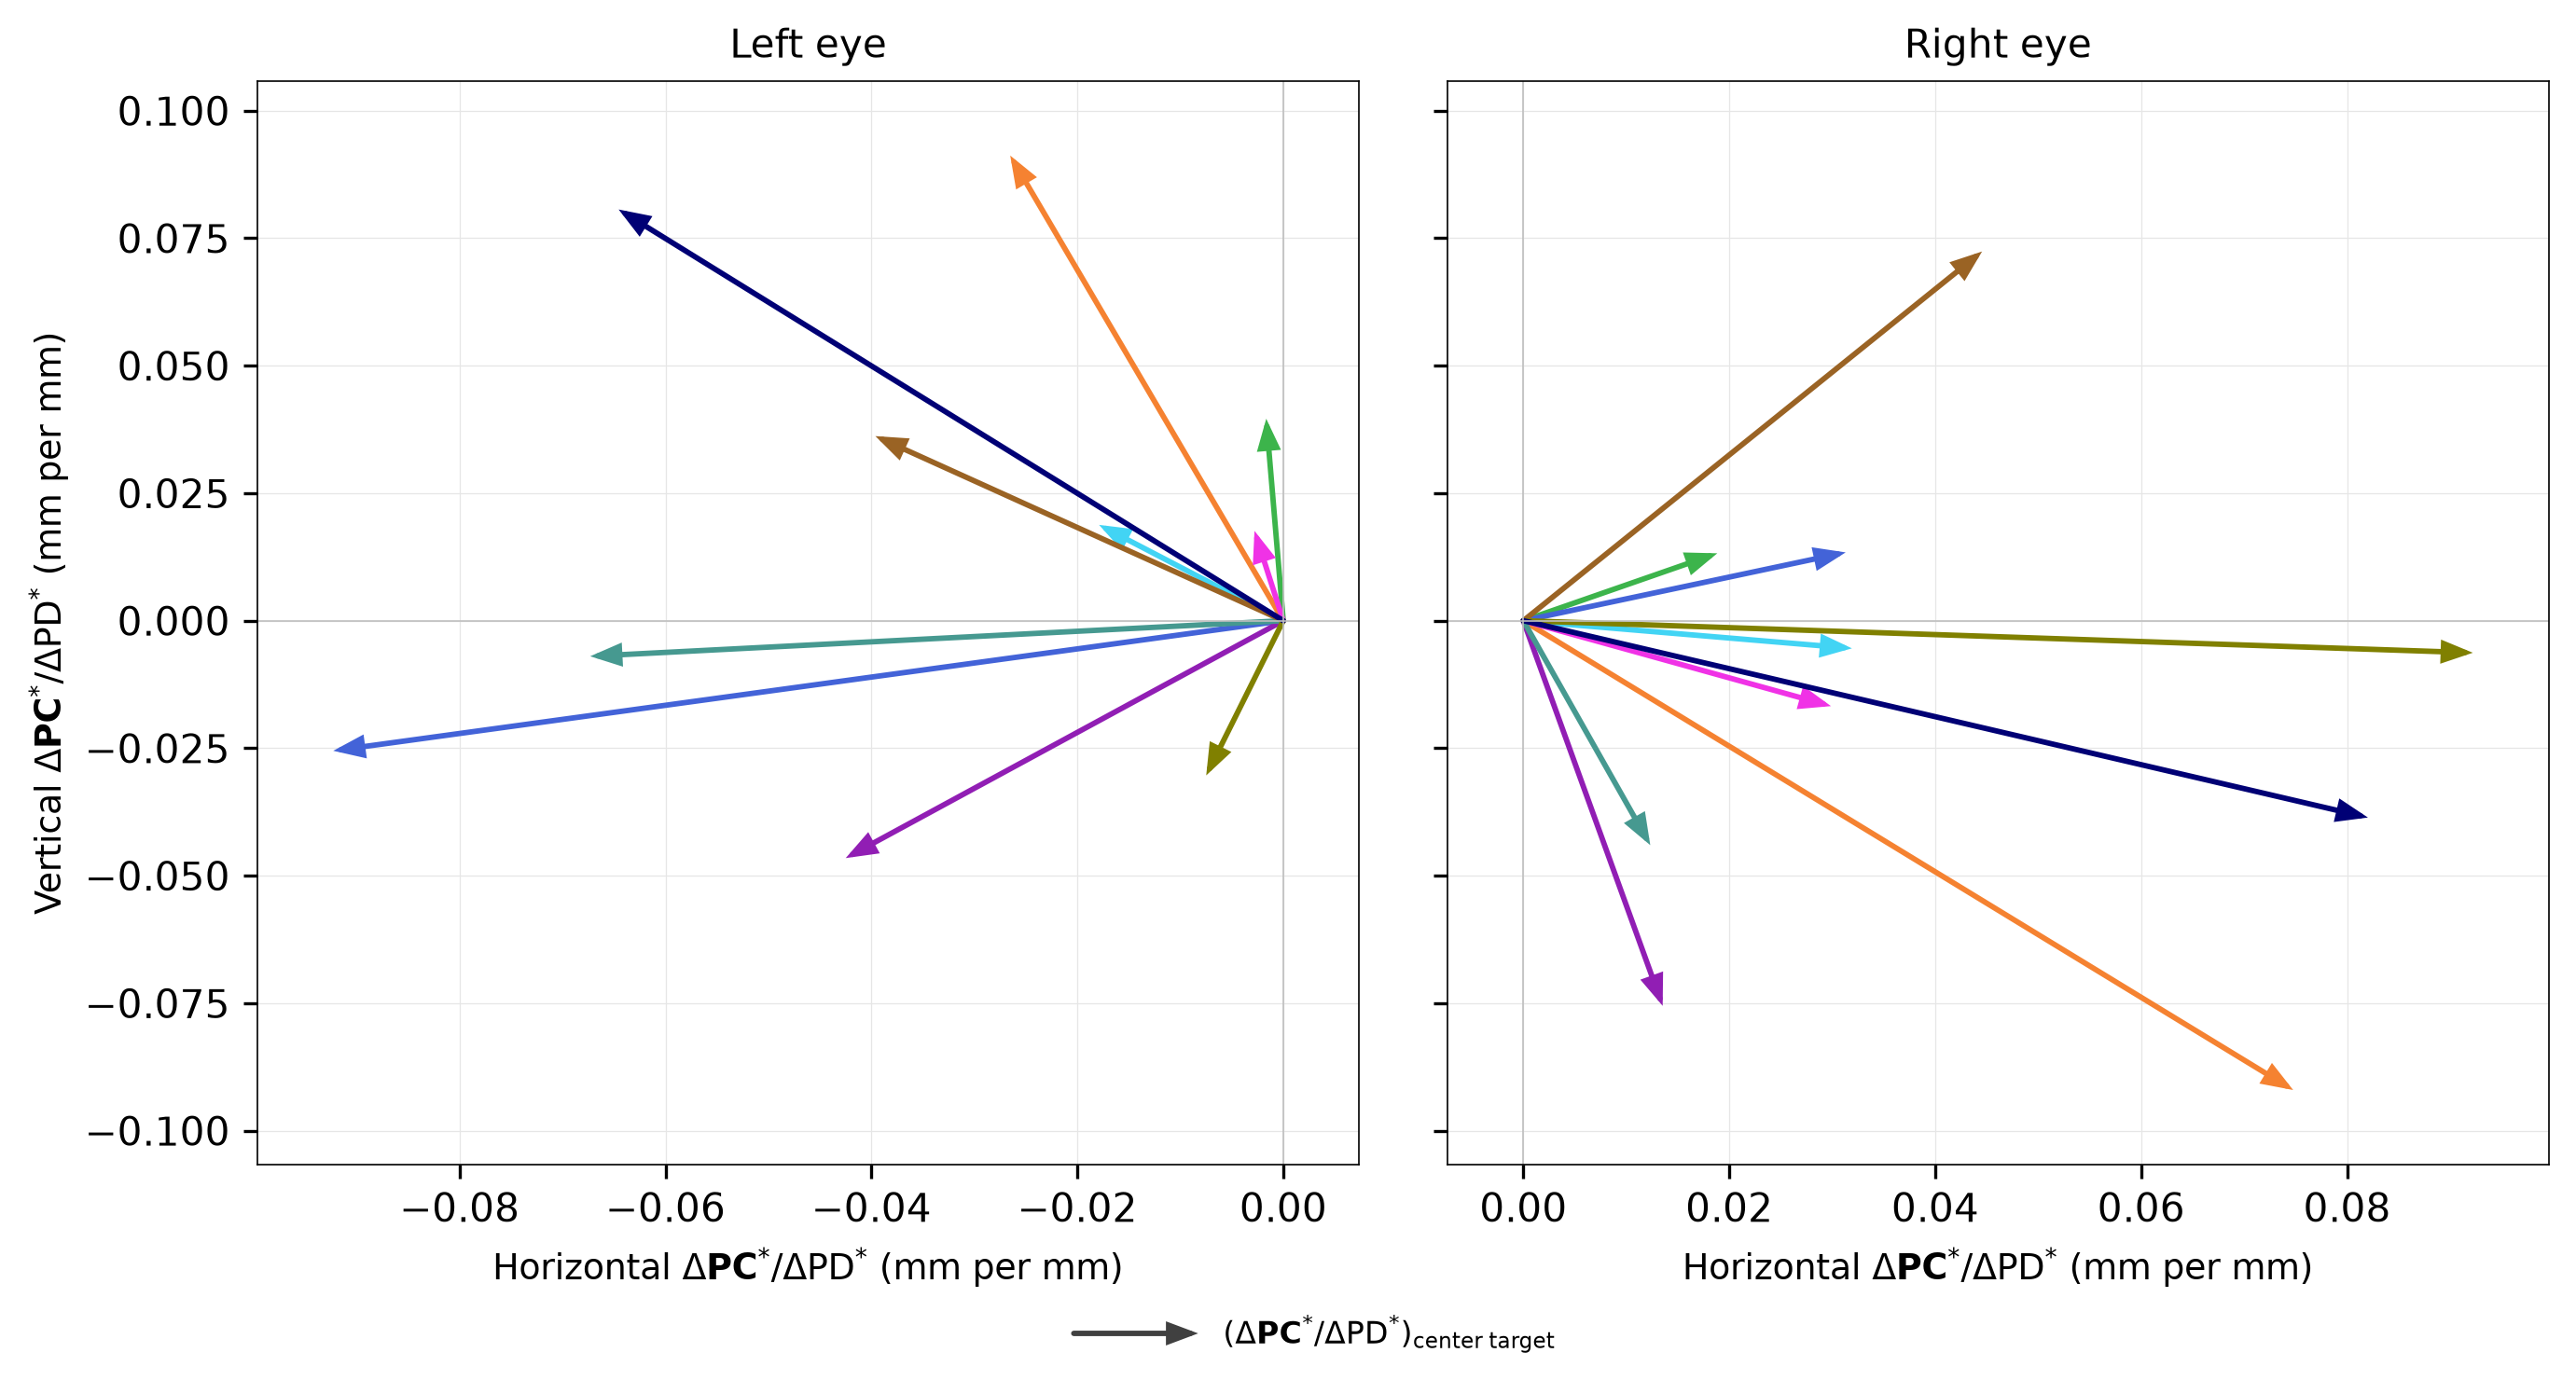 Left eye
Right eye
0.100
0.075
0.050
0.025
0.000
−0.025
−0.050
−0.075
−0.100
Vertical ΔPC*/ΔPD* (mm per mm)
−0.08 −0.06 −0.04 −0.02 0.00
0.00 0.02 0.04 0.06 0.08
Horizontal ΔPC*/ΔPD* (mm per mm)
Horizontal ΔPC*/ΔPD* (mm per mm)
(ΔPC*/ΔPD*)center target